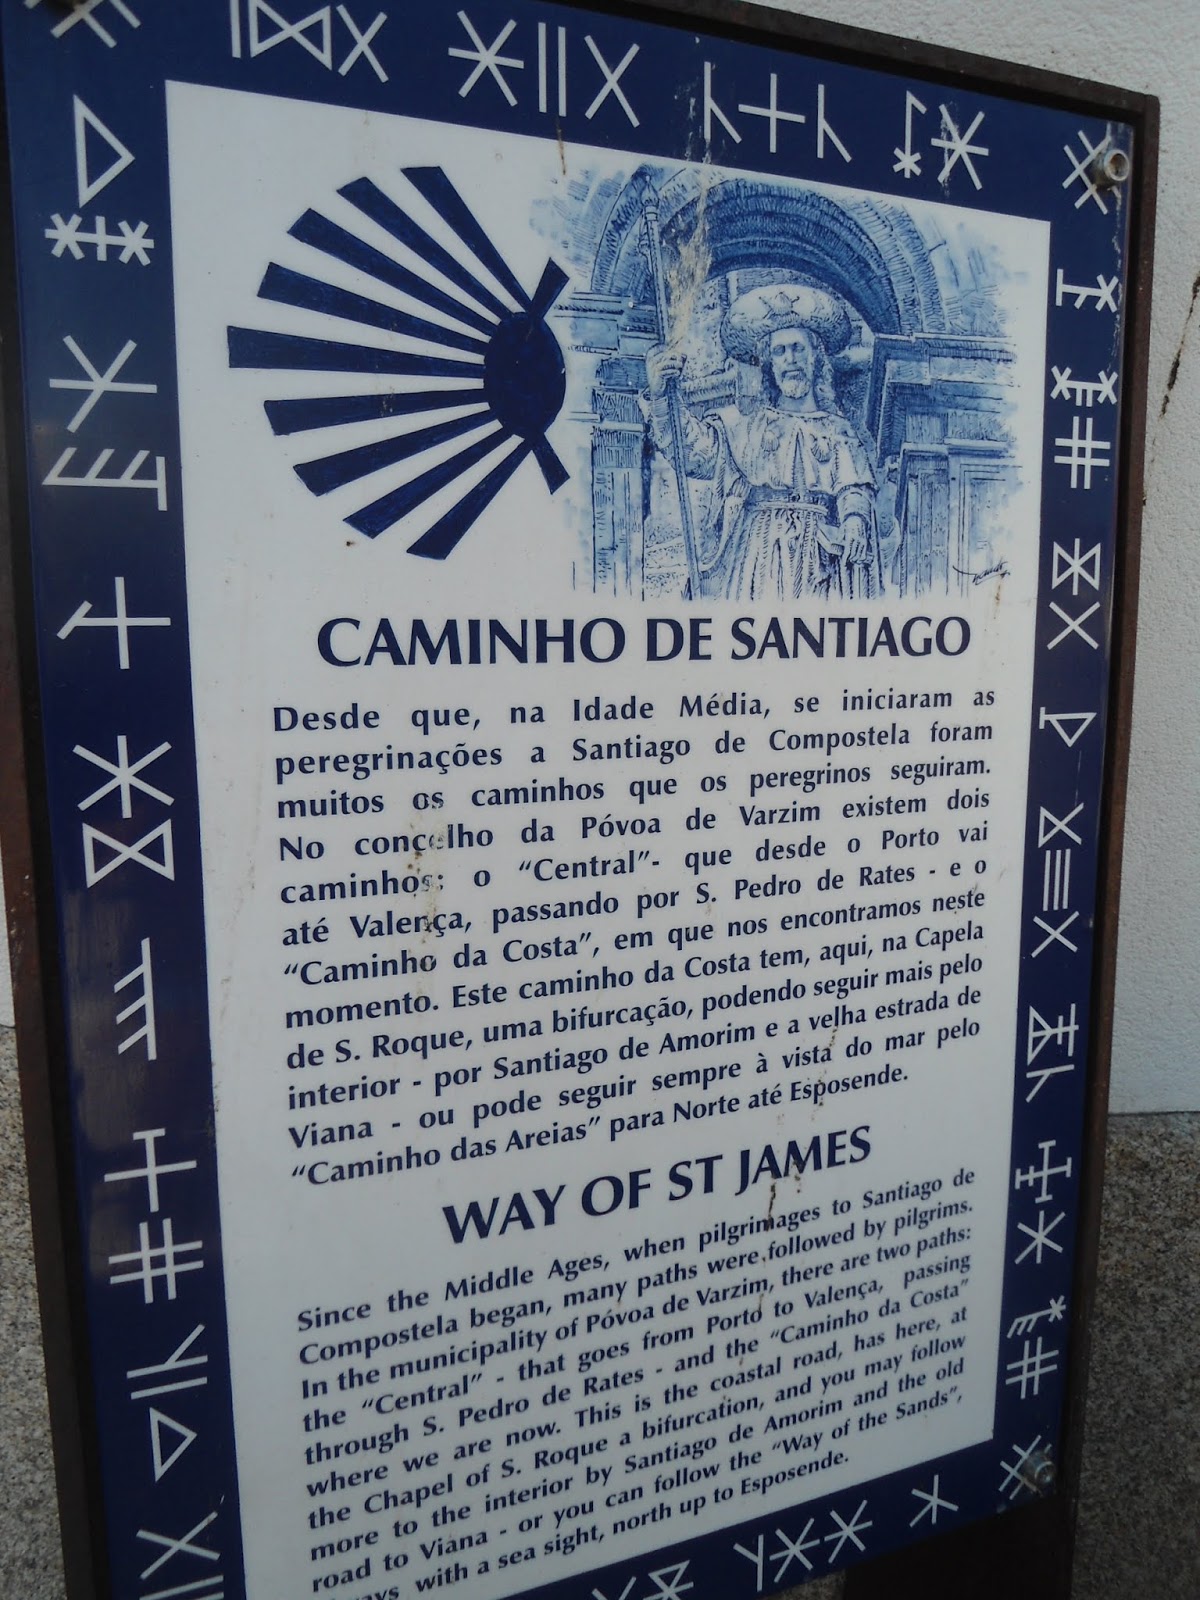 CAMINHO DE SANTIAGO
Desde que, na Idade Média, se iniciaram as
peregrinações a Santiago de Compostela foram
muitos os caminhos que os peregrinos seguiram.
No concelho da Póvoa de Varzim existem dois
caminhos: o “Central”- que desde o Porto vai
até Valença, passando por S. Pedro de Rates - e o
“Caminho da Costa”, em que nos encontramos neste
momento. Este caminho da Costa tem, aqui, na Capela
de S. Roque, uma bifurcação, podendo seguir mais pelo
interior - por Santiago de Amorim e a velha estrada de
Viana - ou pode seguir sempre à vista do mar pelo
“Caminho das Areias” para Norte até Esposende.
WAY OF ST JAMES
Since the Middle Ages, when pilgrimages to Santiago de
Compostela began, many paths were followed by pilgrims.
In the municipality of Póvoa de Varzim, there are two paths:
the “Central” - that goes from Porto to Valença, passing
through S. Pedro de Rates - and the “Caminho da Costa”
where we are now. This is the coastal road, has here, at
the Chapel of S. Roque a bifurcation, and you may follow
more to the interior by Santiago de Amorim and the old
road to Viana - or you can follow the “Way of the Sands”,
with a sea sight, north up to Esposende.